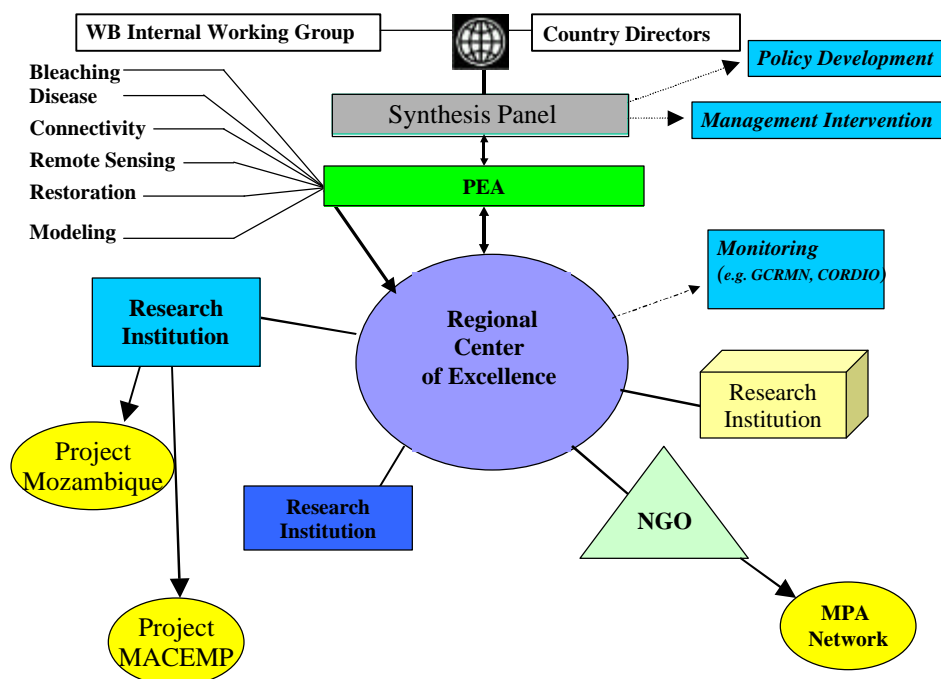 WB Internal Working Group
Country Directors
Policy Development
Bleaching
Disease
Synthesis Panel
Management Intervention
Connectivity
Remote Sensing
PEA
Restoration
Modeling
Monitoring
(e.g. GCRMN, CORDIO)
Research
Institution
Regional
Center
of Excellence
Research
Institution
Project
Mozambique
Research
Institution
NGO
Project
MACEMP
MPA
Network